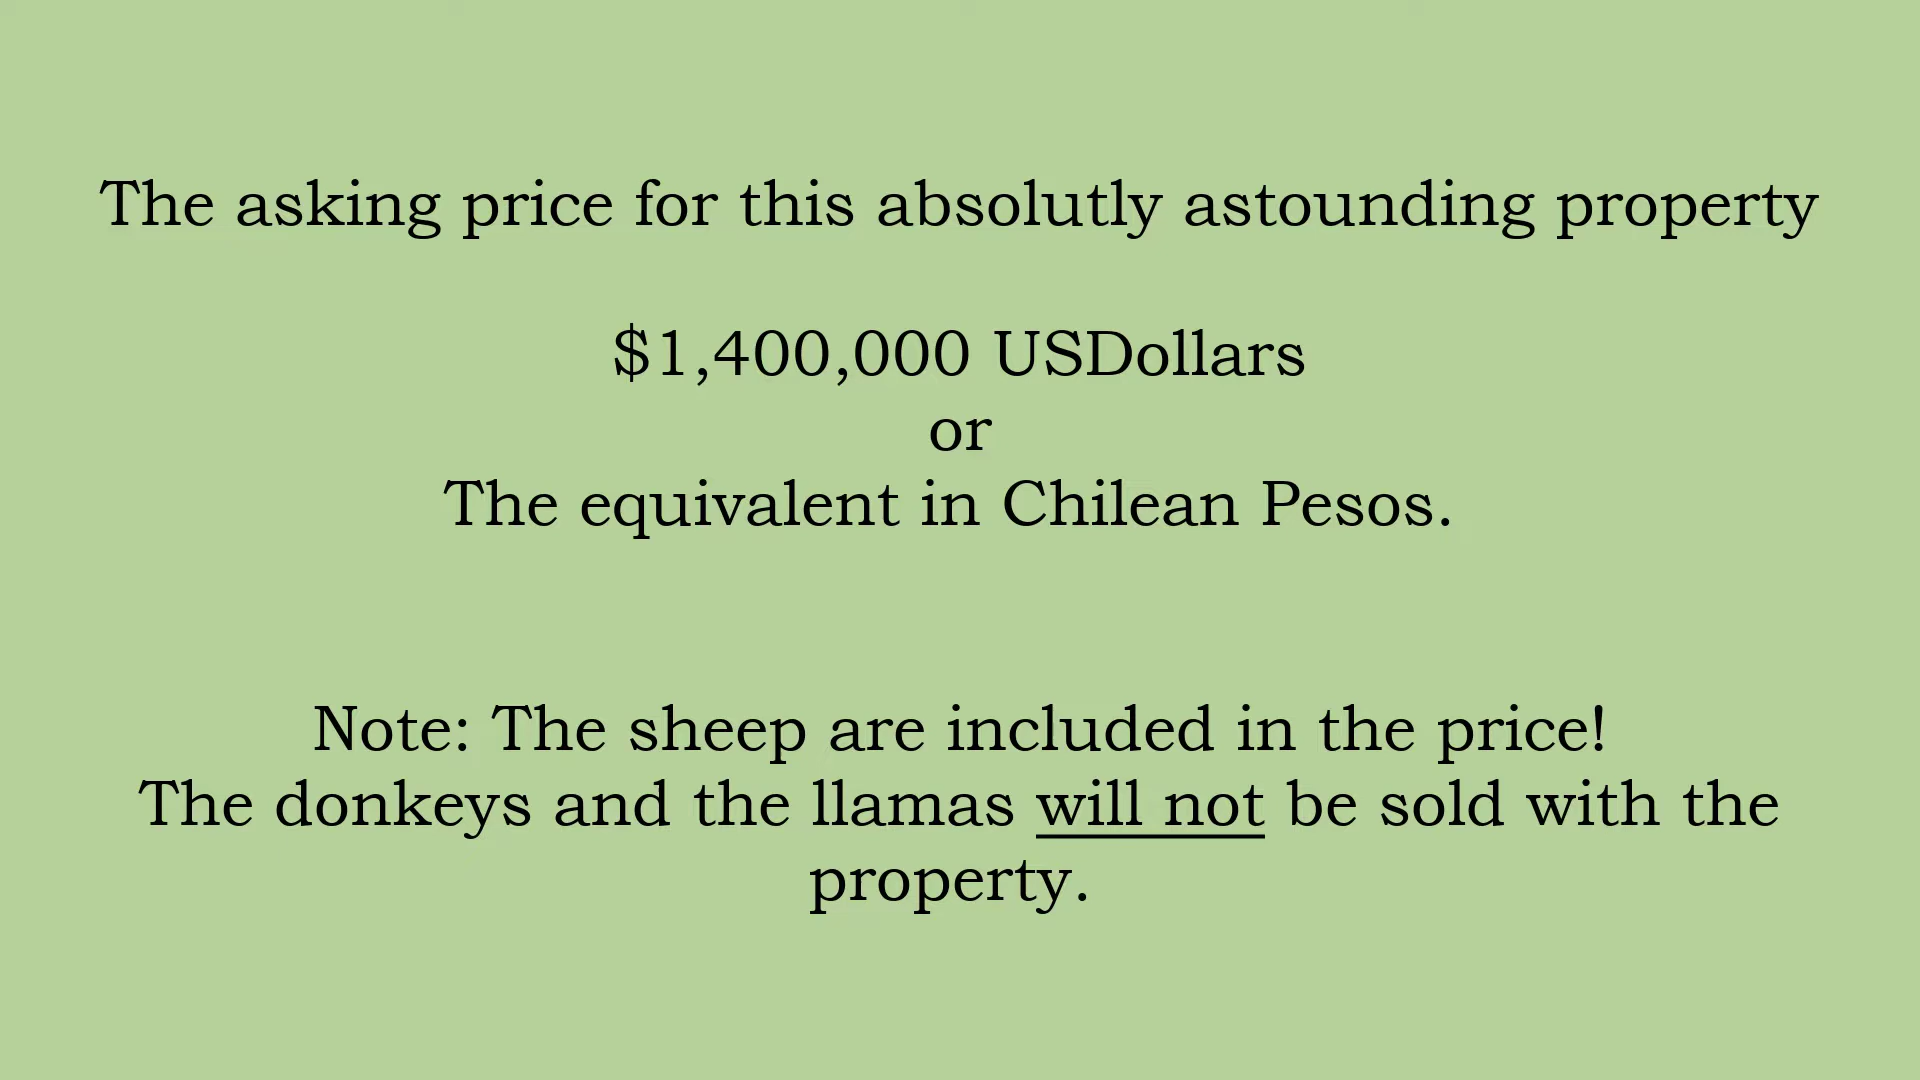 The asking price for this absolutly astounding property
$1,400,000 USDollars
or
The equivalent in Chilean Pesos.
Note: The sheep are included in the price!
The donkeys and the llamas will not be sold with the
property.